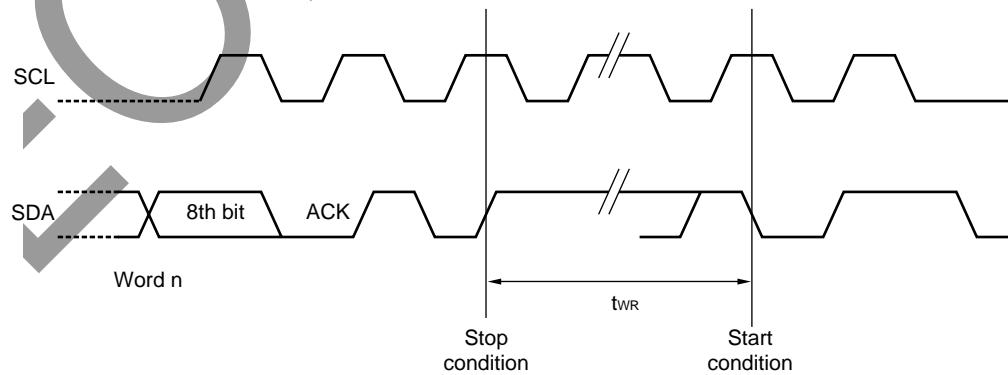 SCL
SDA
8th bit
ACK
Word n
tWR
Stop
condition
Start
condition